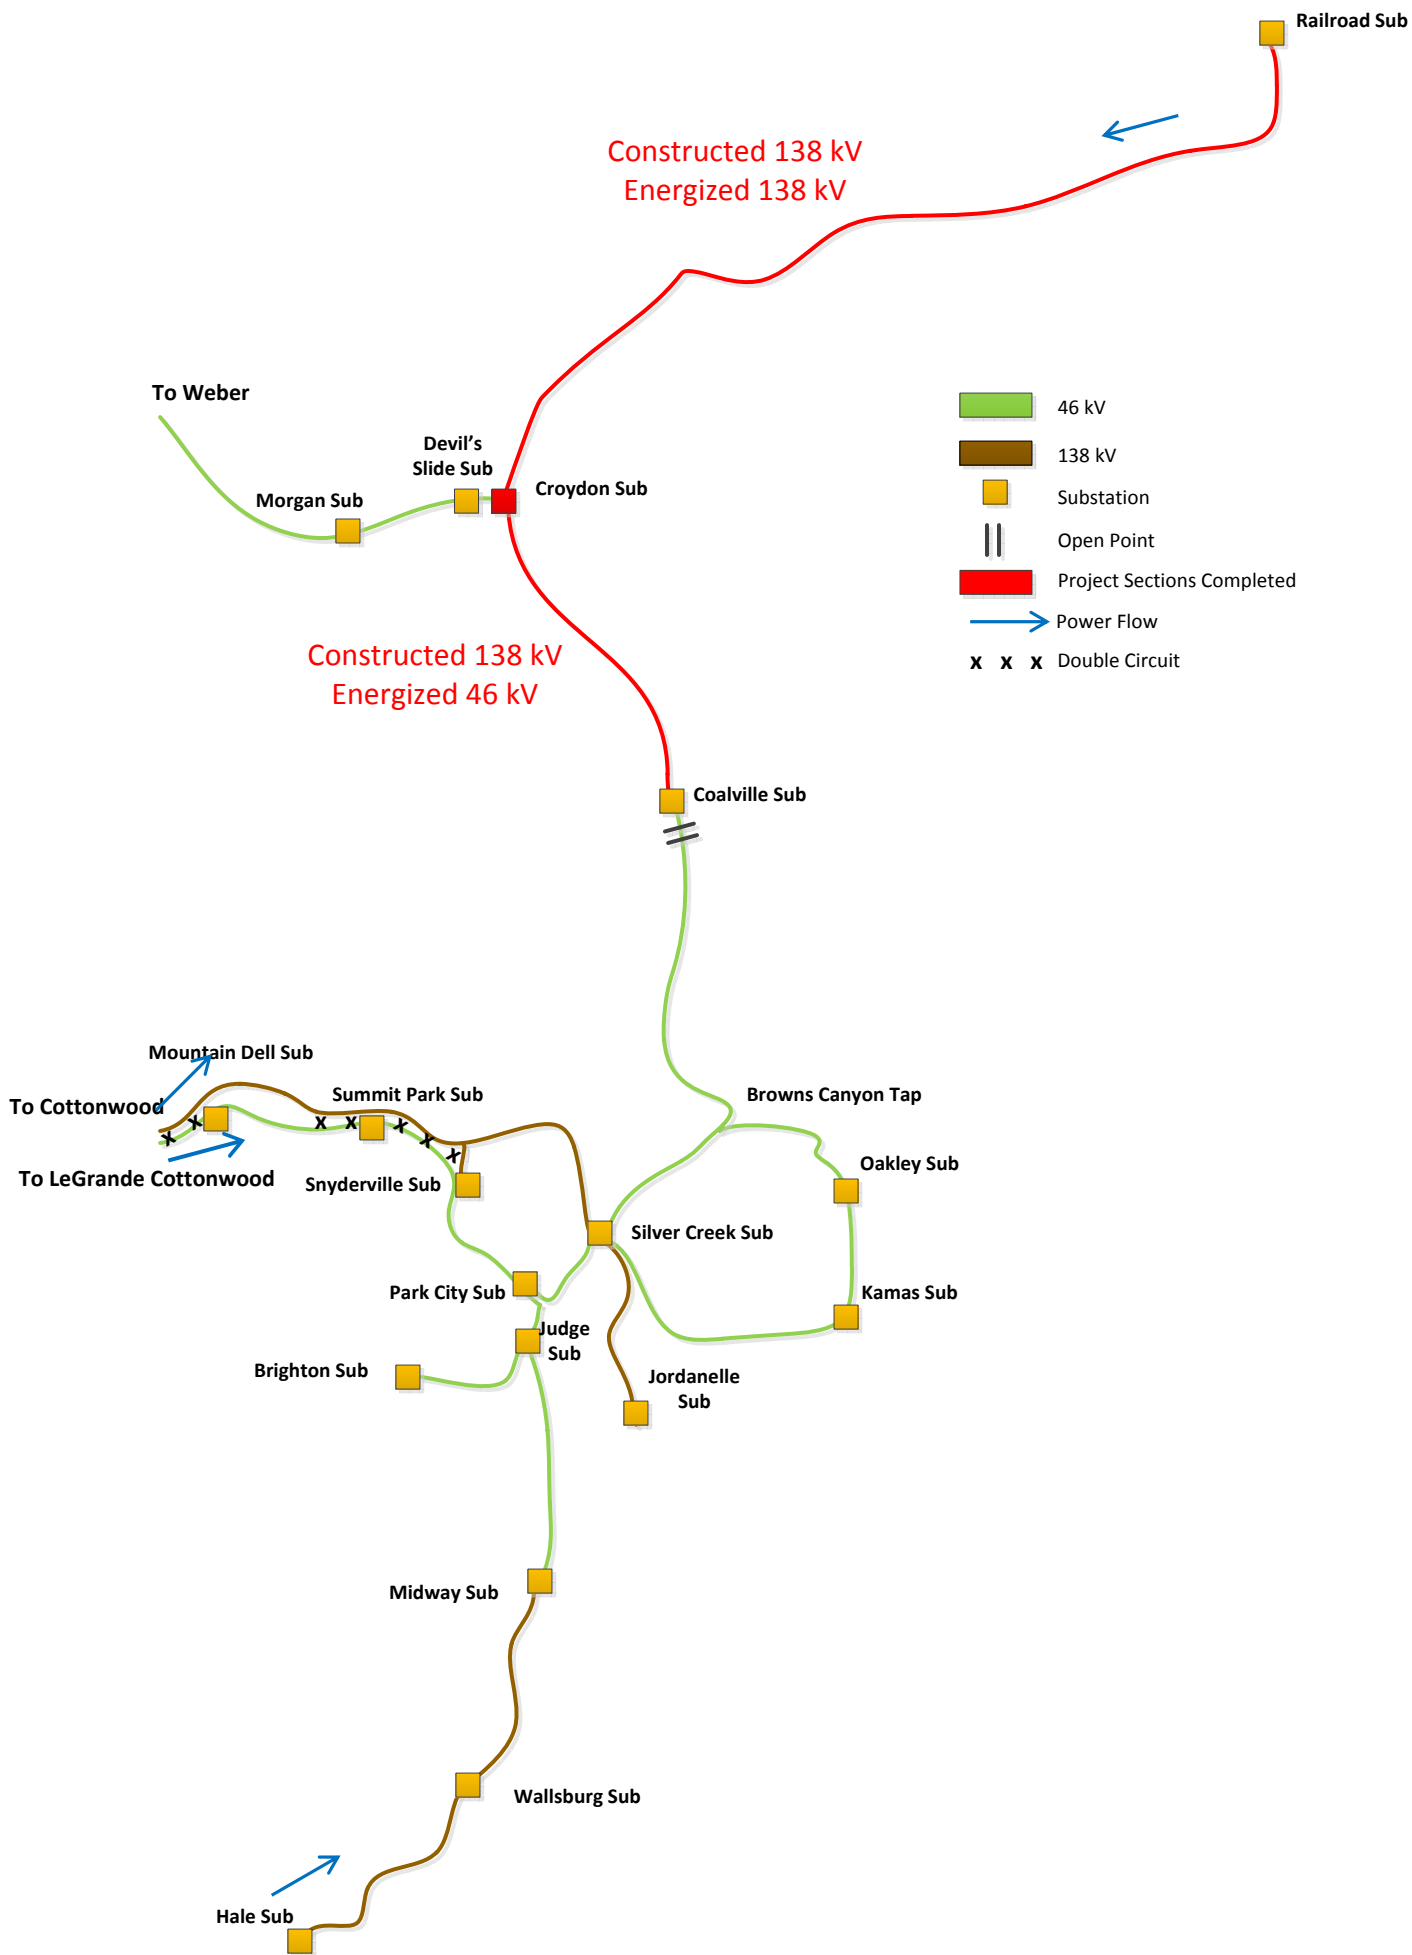 Railroad Sub
Constructed 138 kV
Energized 138 kV
To Weber
Devil's
Slide Sub
Morgan Sub
Croydon Sub
46 kV
138 kV
Substation
Open Point
Project Sections Completed
Power Flow
x x x Double Circuit
Constructed 138 kV
Energized 46 kV
Coalville Sub
Mountain Dell Sub
Summit Park Sub
Browns Canyon Tap
To Cottonwood
x x x x x x x
To LeGrande Cottonwood
Snyderville Sub
Oakley Sub
Silver Creek Sub
Park City Sub
Kamas Sub
Judge
Sub
Brighton Sub
Jordanelle
Sub
Midway Sub
Wallsburg Sub
Hale Sub